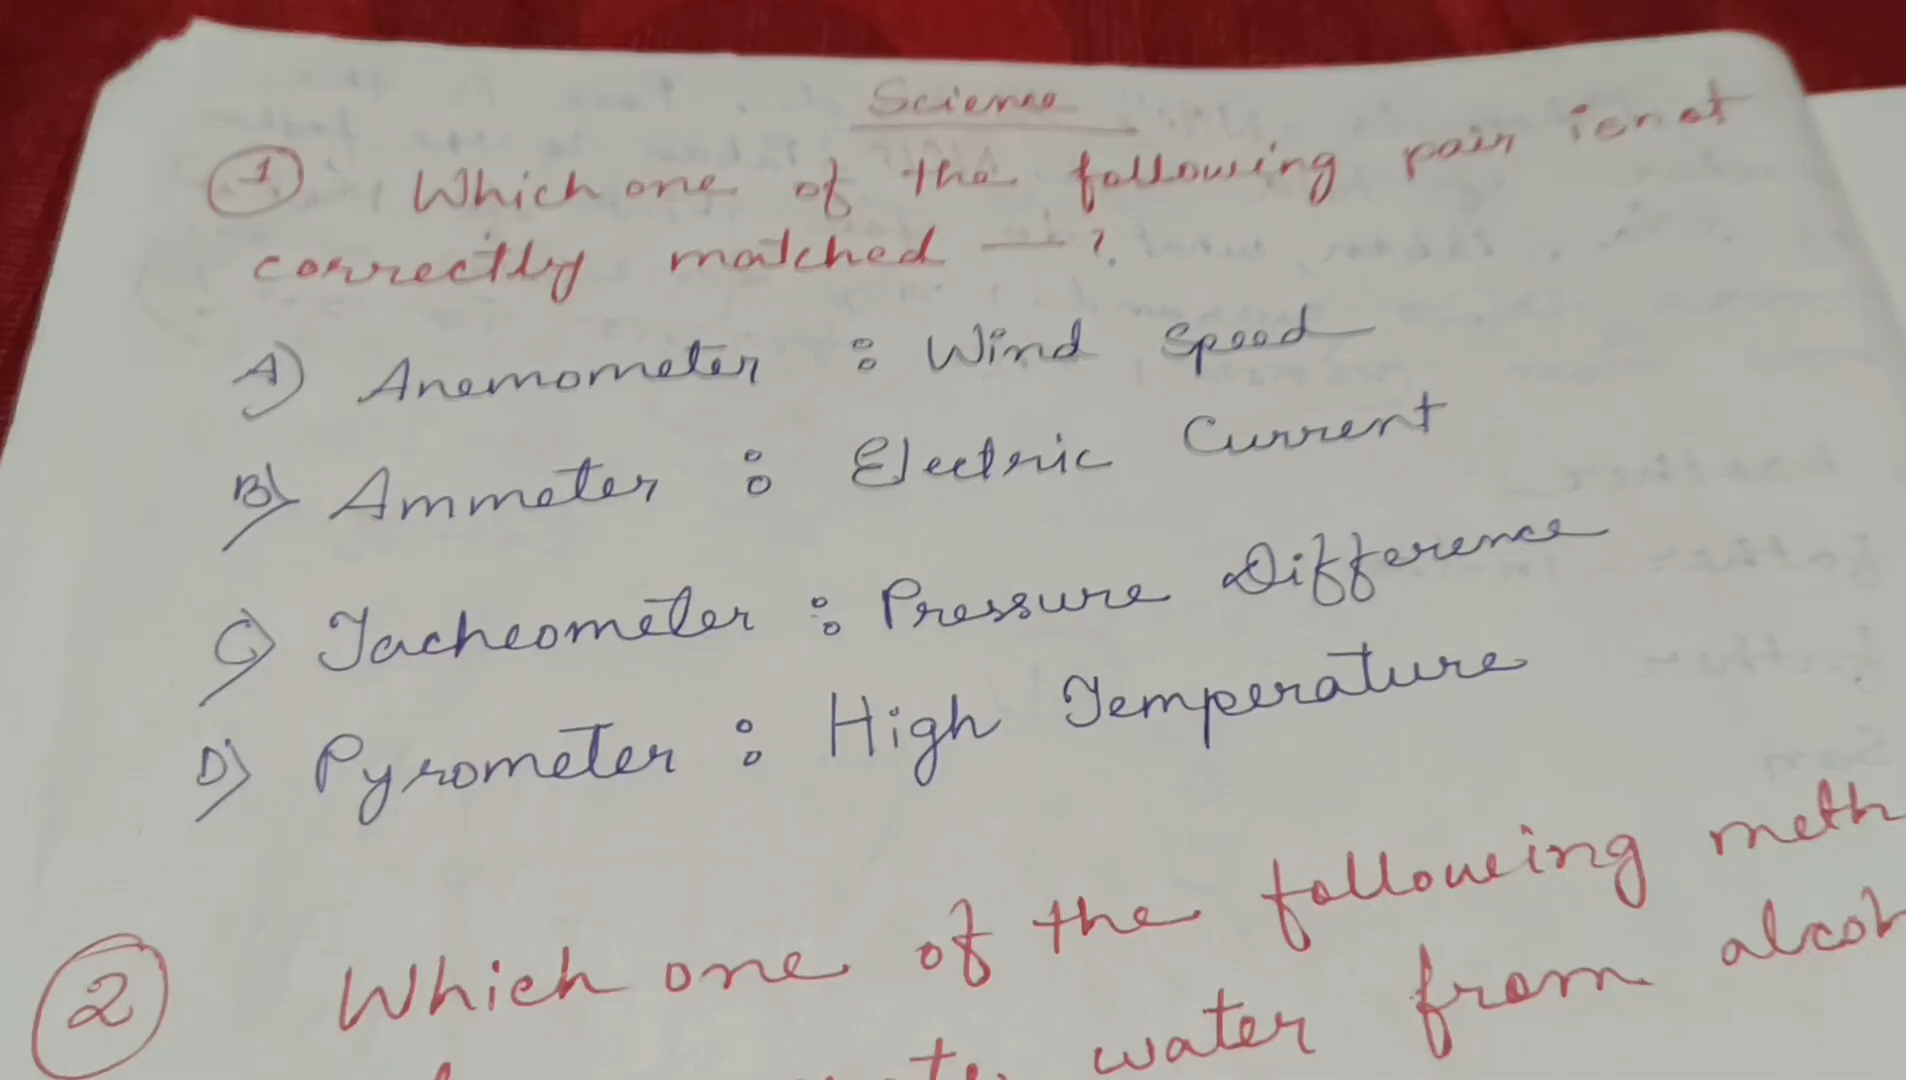 Science
1 Which one of the following pair is not
correctly matched — ?
A) Anemometer : Wind Speed
B) Ammeter : Electric Current
C) Tacheometer : Pressure Difference
D) Pyrometer : High Temperature
2 Which one of the following meth
water from alcoh